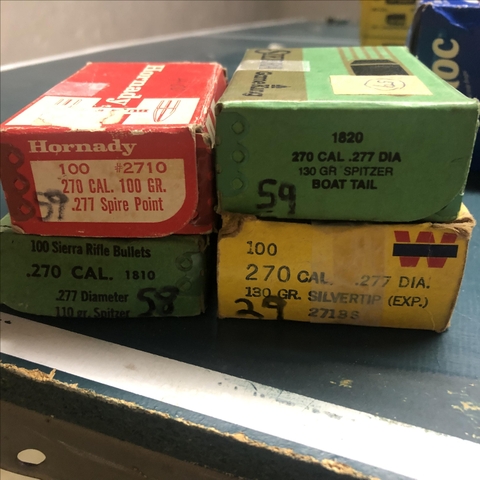 Hornady
Hornady
100 #2710
270 CAL. 100 GR.
.277 Spire Point
59
1820
270 CAL. .277 DIA
130 GR SPITZER
BOAT TAIL
59
100 Sierra Rifle Bullets
.270 CAL. 1810
.277 Diameter
110 gr. Spitzer
58
100
W
270 CAL. .277 DIA.
130 GR. SILVERTIP (EXP.)
29
OC